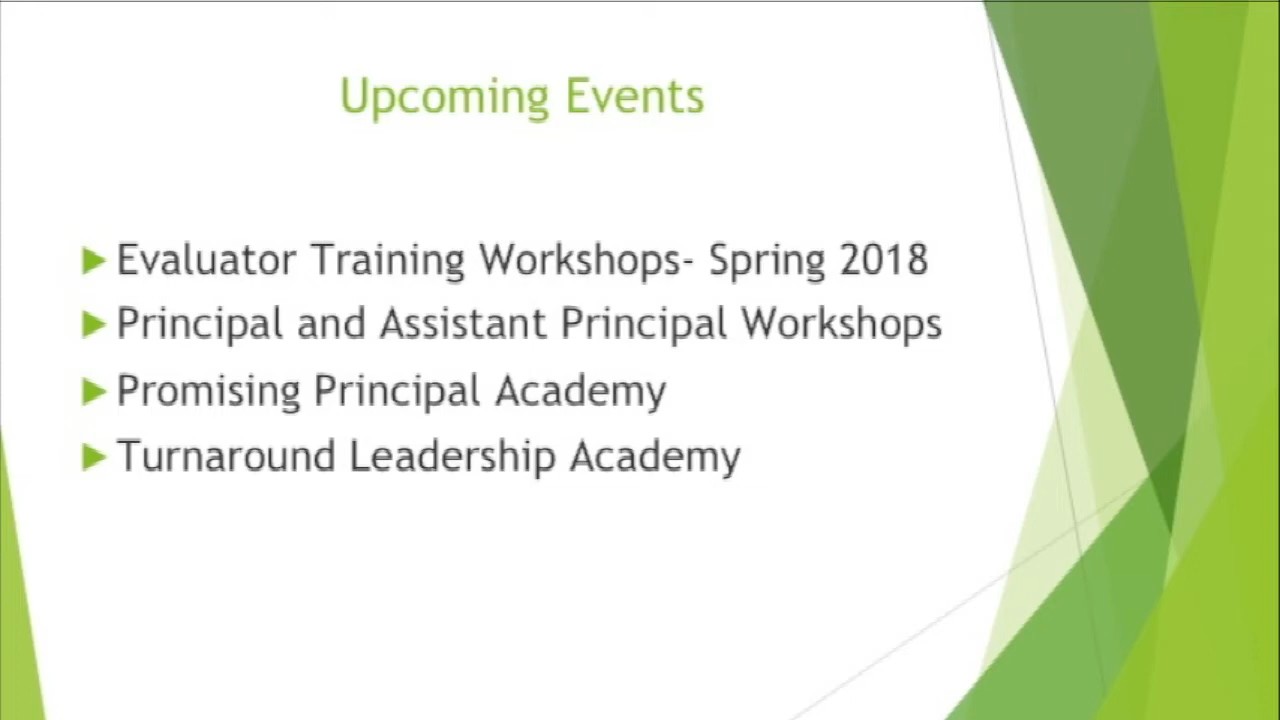 Upcoming Events
Evaluator Training Workshops- Spring 2018
Principal and Assistant Principal Workshops
Promising Principal Academy
Turnaround Leadership Academy